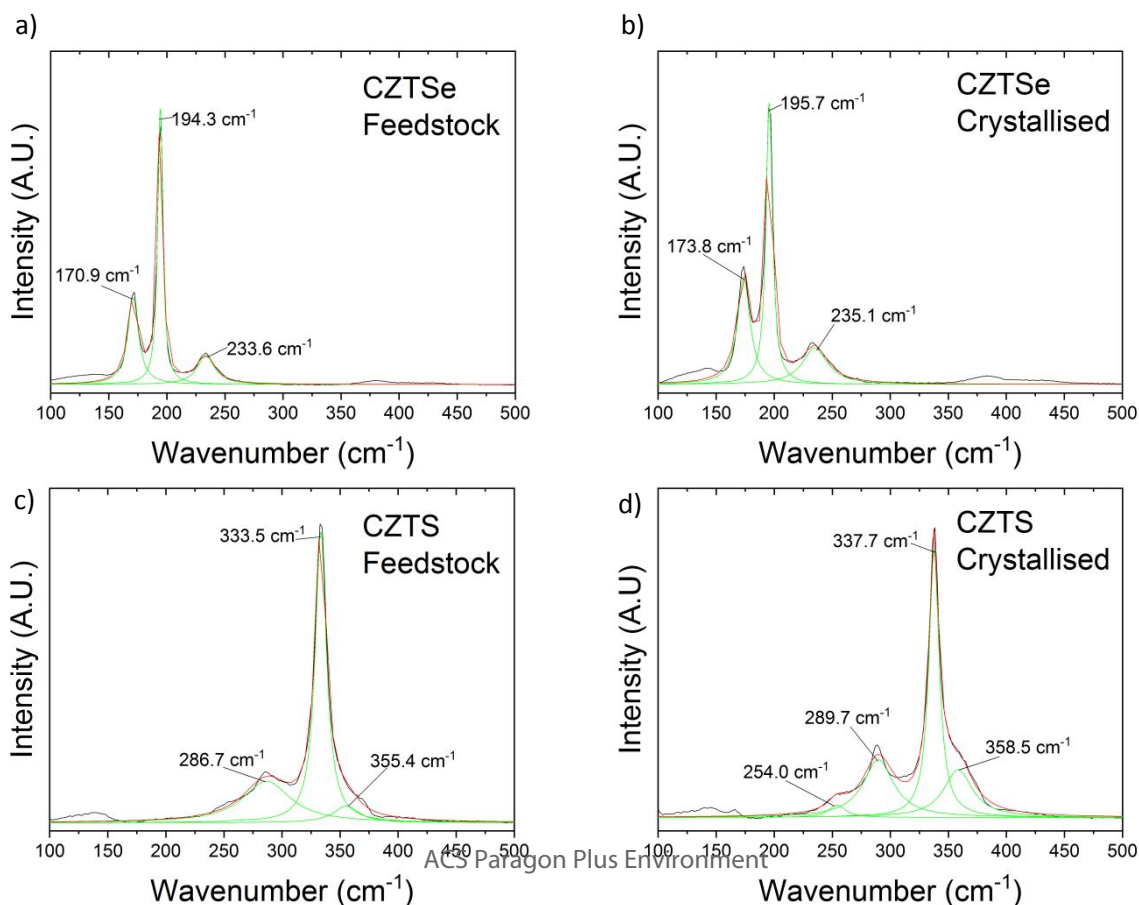 a)
CZTSe
Feedstock
194.3 cm⁻¹
170.9 cm⁻¹
233.6 cm⁻¹
Intensity (A.U.)
100 150 200 250 300 350 400 450 500
Wavenumber (cm⁻¹)
b)
CZTSe
Crystallised
195.7 cm⁻¹
173.8 cm⁻¹
235.1 cm⁻¹
Intensity (A.U.)
100 150 200 250 300 350 400 450 500
Wavenumber (cm⁻¹)
c)
CZTS
Feedstock
333.5 cm⁻¹
286.7 cm⁻¹
355.4 cm⁻¹
Intensity (A.U.)
100 150 200 250 300 350 400 450 500
Wavenumber (cm⁻¹)
d)
CZTS
Crystallised
337.7 cm⁻¹
289.7 cm⁻¹
358.5 cm⁻¹
254.0 cm⁻¹
Intensity (A.U)
100 150 200 250 300 350 400 450 500
Wavenumber (cm⁻¹)
ACS Paragon Plus Environment